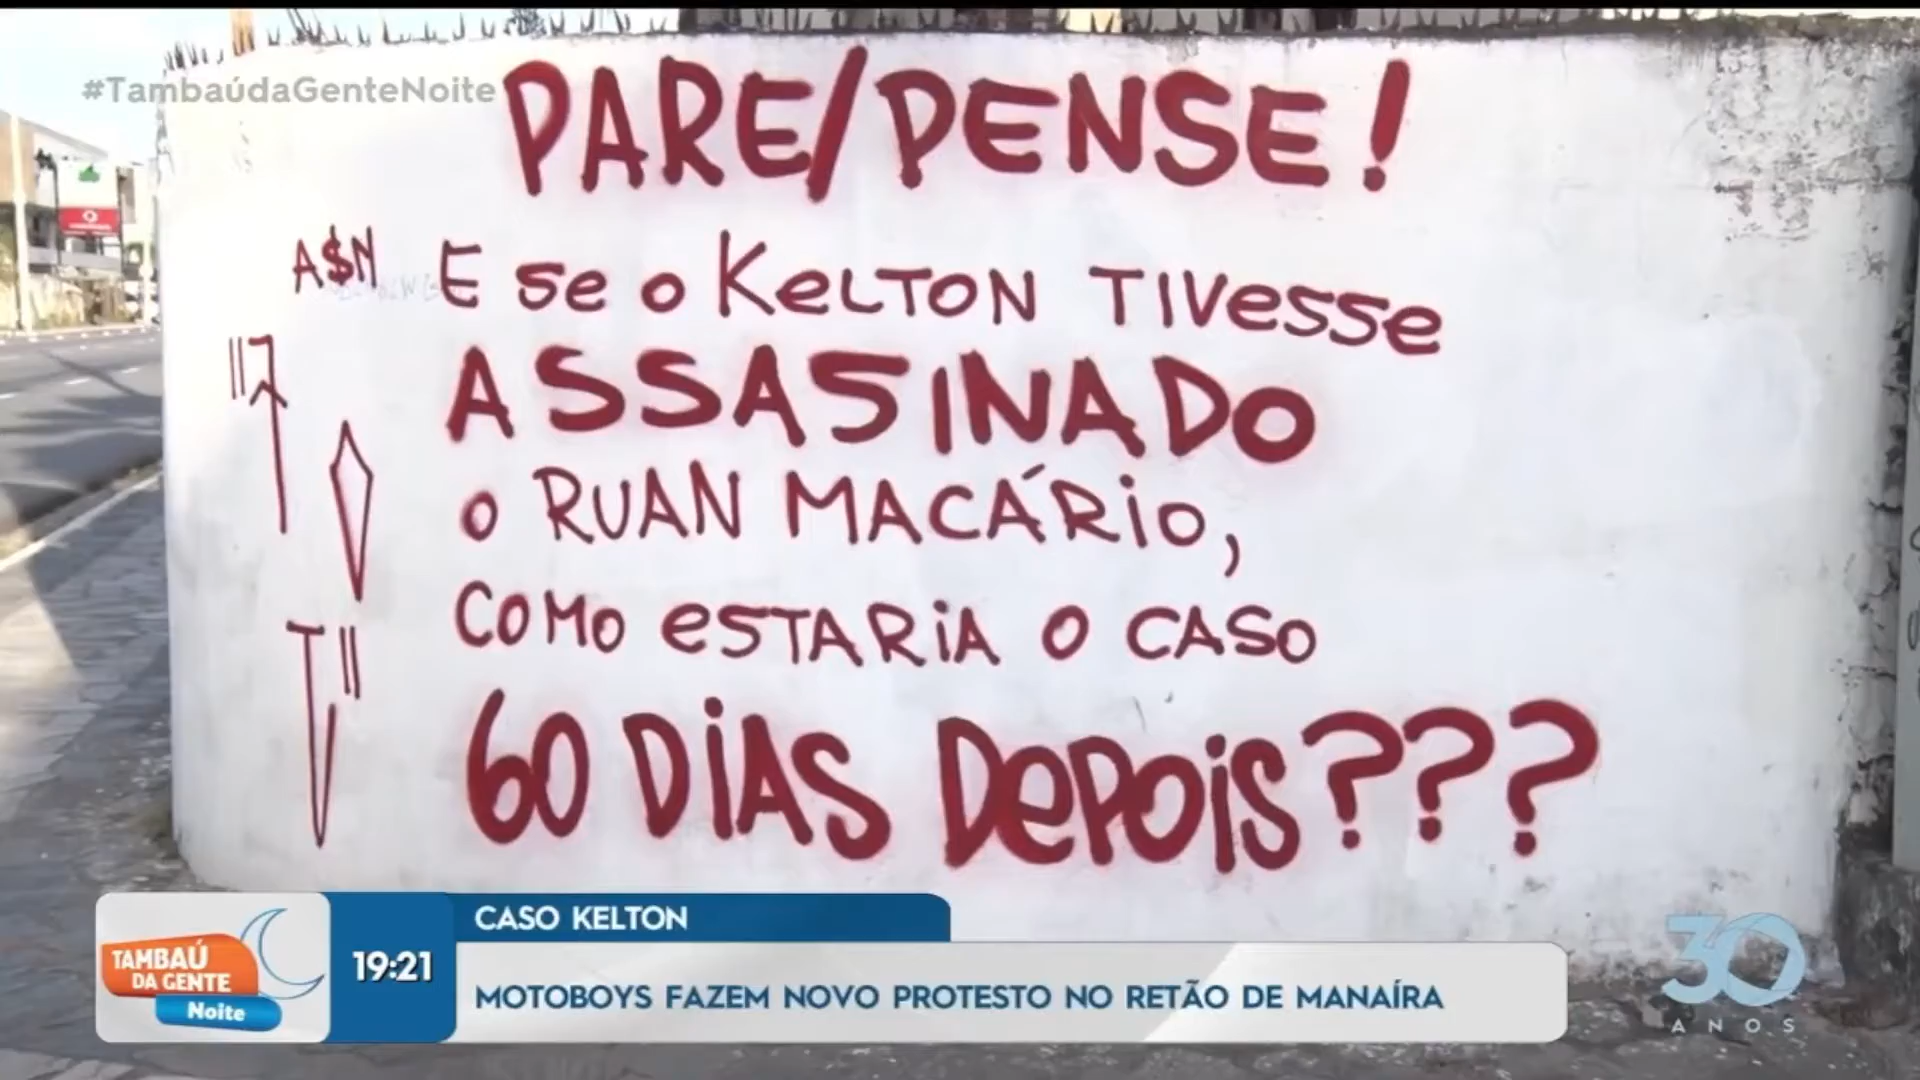 #TambaúdaGenteNoite
PARE/PENSE!
A$N
E se o KeLTON TIVesse
ASSASINADO
o RUAN MACÁRiO,
COMO eSTARiA O CASO
60 DiAS DePOiS???
CASO KELTON
TAMBAÚ
DA GENTE
Noite
19:21
MOTOBOYS FAZEM NOVO PROTESTO NO RETÃO DE MANAÍRA
30
ANOS